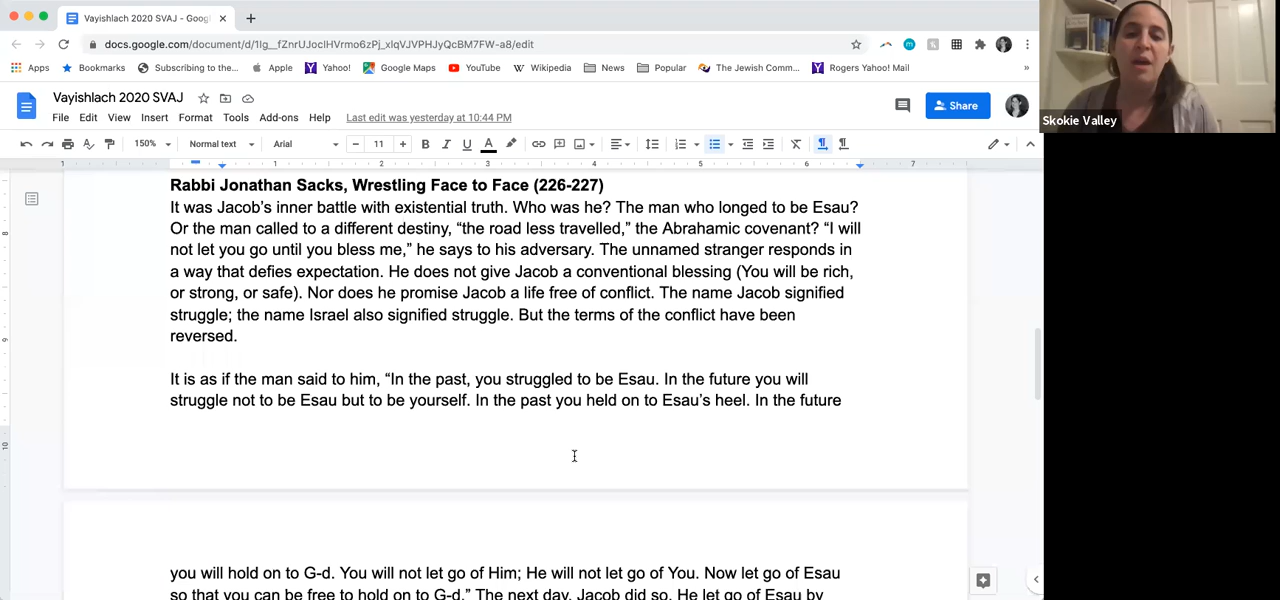 Vayishlach 2020 SVAJ - Goog
docs.google.com/document/d/1lg__fZnrUJoclHVrmo6zPj_xlqVJVPHJyQcBM7FW-a8/edit
Apps Bookmarks Subscribing to the... Apple Yahoo! Google Maps YouTube Wikipedia News Popular The Jewish Comm... Rogers Yahoo! Mail »
Vayishlach 2020 SVAJ
File Edit View Insert Format Tools Add-ons Help Last edit was yesterday at 10:44 PM
Share
Skokie Valley
150% Normal text Arial 11 B I U A
1 1 2 3 4 5 6 7
8
9
10
Rabbi Jonathan Sacks, Wrestling Face to Face (226-227)
It was Jacob's inner battle with existential truth. Who was he? The man who longed to be Esau?
Or the man called to a different destiny, “the road less travelled,” the Abrahamic covenant? “I will
not let you go until you bless me,” he says to his adversary. The unnamed stranger responds in
a way that defies expectation. He does not give Jacob a conventional blessing (You will be rich,
or strong, or safe). Nor does he promise Jacob a life free of conflict. The name Jacob signified
struggle; the name Israel also signified struggle. But the terms of the conflict have been
reversed.
It is as if the man said to him, “In the past, you struggled to be Esau. In the future you will
struggle not to be Esau but to be yourself. In the past you held on to Esau's heel. In the future
you will hold on to G-d. You will not let go of Him; He will not let go of You. Now let go of Esau
so that you can be free to hold on to G-d.” The next day, Jacob did so. He let go of Esau by